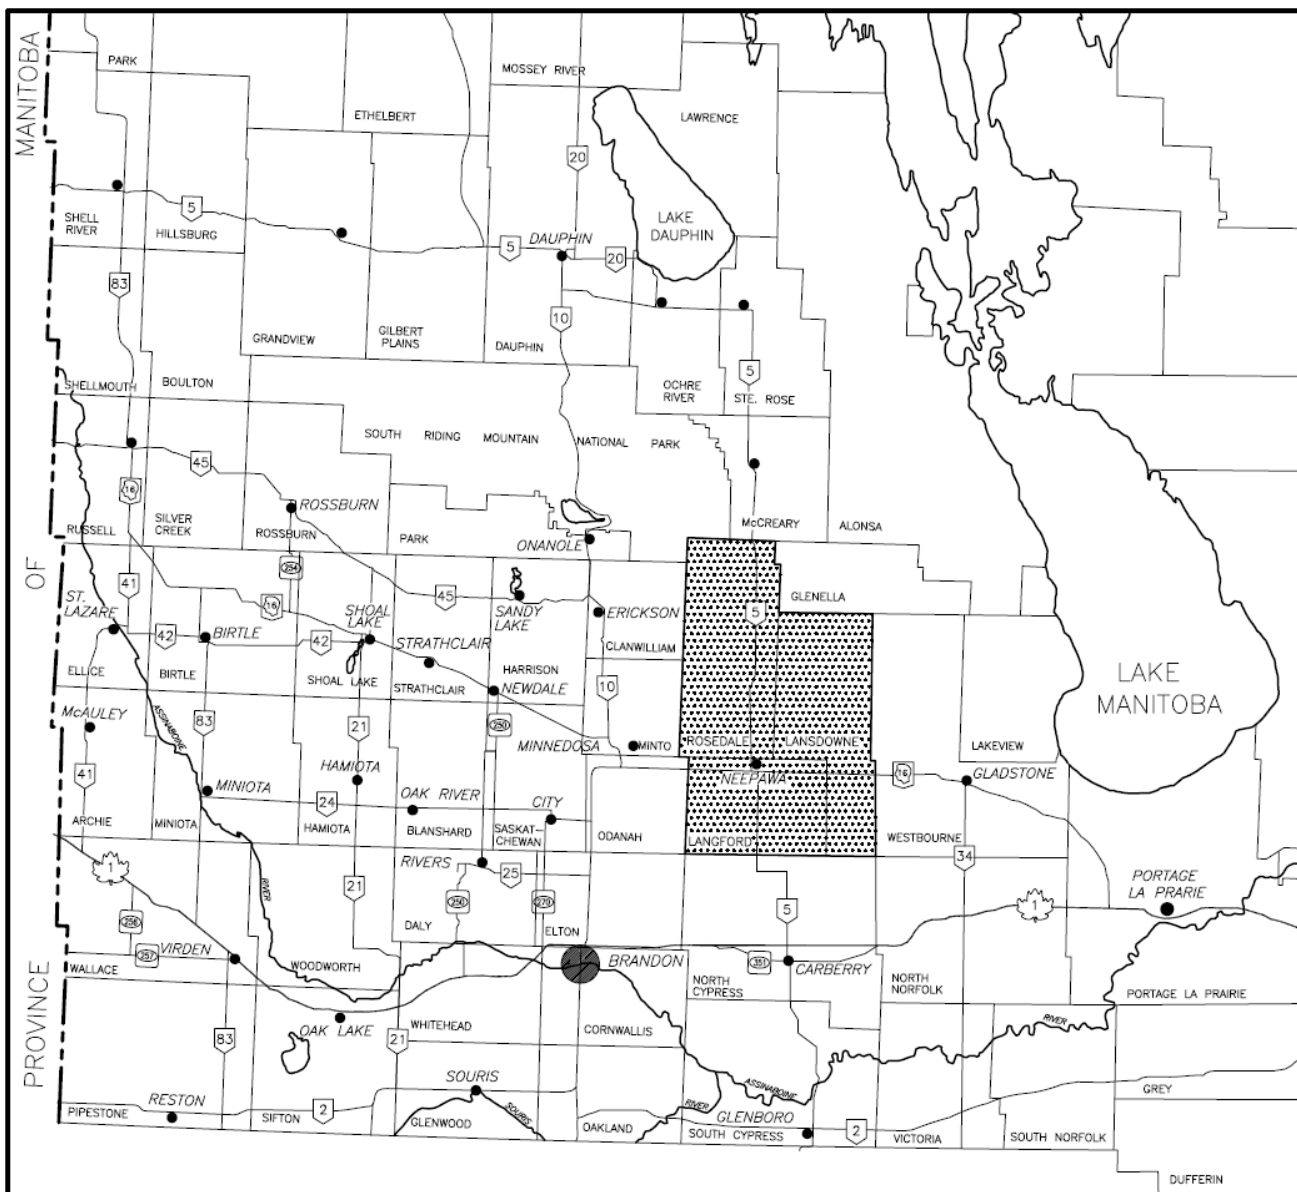 PROVINCE OF MANITOBA
PARK
MOSSEY RIVER
ETHELBERT
LAWRENCE
20
5
SHELL
RIVER
HILLSBURG
LAKE
DAUPHIN
DAUPHIN
5
20
83
10
GRANDVIEW
GILBERT
PLAINS
DAUPHIN
5
SHELLMOUTH
BOULTON
OCHRE
RIVER
STE. ROSE
SOUTH RIDING MOUNTAIN NATIONAL PARK
45
16
ROSSBURN
RUSSELL
SILVER
CREEK
ROSSBURN
PARK
ONANOLE
McCREARY
ALONSA
254
41
ST.
LAZARE
16
SHOAL
LAKE
45
SANDY
LAKE
ERICKSON
5
GLENELLA
42
BIRTLE
42
STRATHCLAIR
CLANWILLIAM
ELLICE
BIRTLE
SHOAL LAKE
STRATHCLAIR
HARRISON
NEWDALE
10
LAKE
MANITOBA
McAULEY
ASSINABOINE
83
21
250
MINNEDOSA
MINTO
ROSEDALE
LANSDOWNE
LAKEVIEW
41
MINIOTA
HAMIOTA
NEEPAWA
16
GLADSTONE
24
OAK RIVER
CITY
ARCHIE
MINIOTA
HAMIOTA
BLANSHARD
SASKAT-
CHEWAN
ODANAH
LANGFORD
WESTBOURNE
1
RIVER
21
RIVERS
25
34
PORTAGE
LA PRARIE
256
250
270
5
1
257
VIRDEN
DALY
ELTON
WALLACE
WOODWORTH
BRANDON
351
CARBERRY
NORTH
CYPRESS
NORTH
NORFOLK
PORTAGE LA PRAIRIE
OAK LAKE
WHITEHEAD
CORNWALLIS
RIVER
83
21
SOURIS
ASSINABOINE
RESTON
GREY
PIPESTONE
SIFTON
2
GLENWOOD
SOURIS
OAKLAND
RIVER
GLENBORO
SOUTH CYPRESS
2
VICTORIA
SOUTH NORFOLK
DUFFERIN